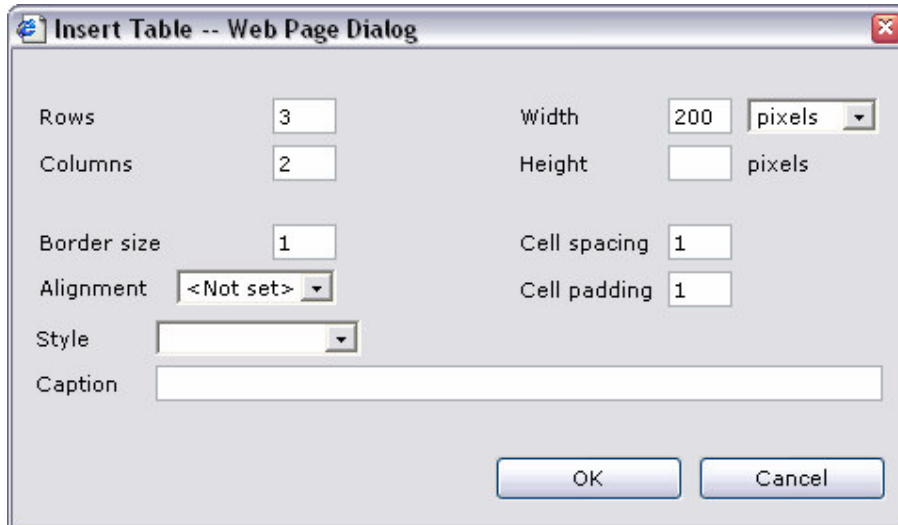 Insert Table -- Web Page Dialog
Rows 3 Width 200 pixels
Columns 2 Height pixels
Border size 1 Cell spacing 1
Alignment <Not set> Cell padding 1
Style
Caption
OK Cancel